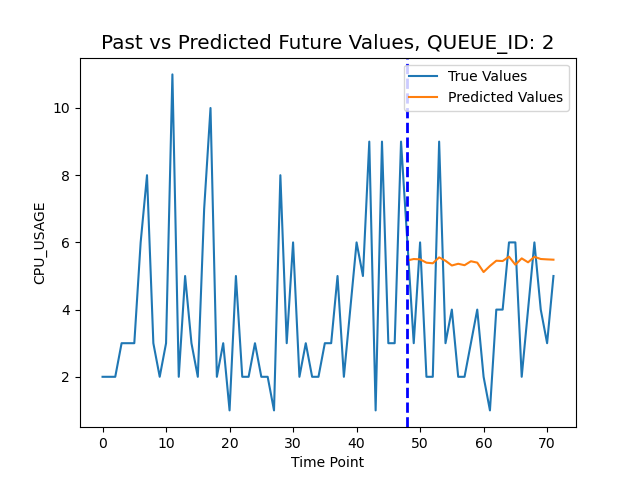 Past vs Predicted Future Values, QUEUE_ID: 2
True Values
Predicted Values
10
8
6
4
2
CPU_USAGE
0 10 20 30 40 50 60 70
Time Point